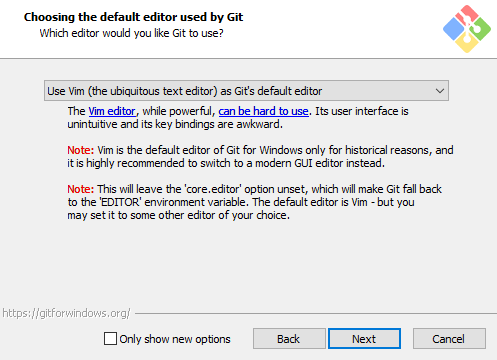 Choosing the default editor used by Git
Which editor would you like Git to use?
Use Vim (the ubiquitous text editor) as Git's default editor
The Vim editor, while powerful, can be hard to use. Its user interface is
unintuitive and its key bindings are awkward.
Note: Vim is the default editor of Git for Windows only for historical reasons, and
it is highly recommended to switch to a modern GUI editor instead.
Note: This will leave the 'core.editor' option unset, which will make Git fall back
to the 'EDITOR' environment variable. The default editor is Vim - but you
may set it to some other editor of your choice.
https://gitforwindows.org/
Only show new options
Back
Next
Cancel